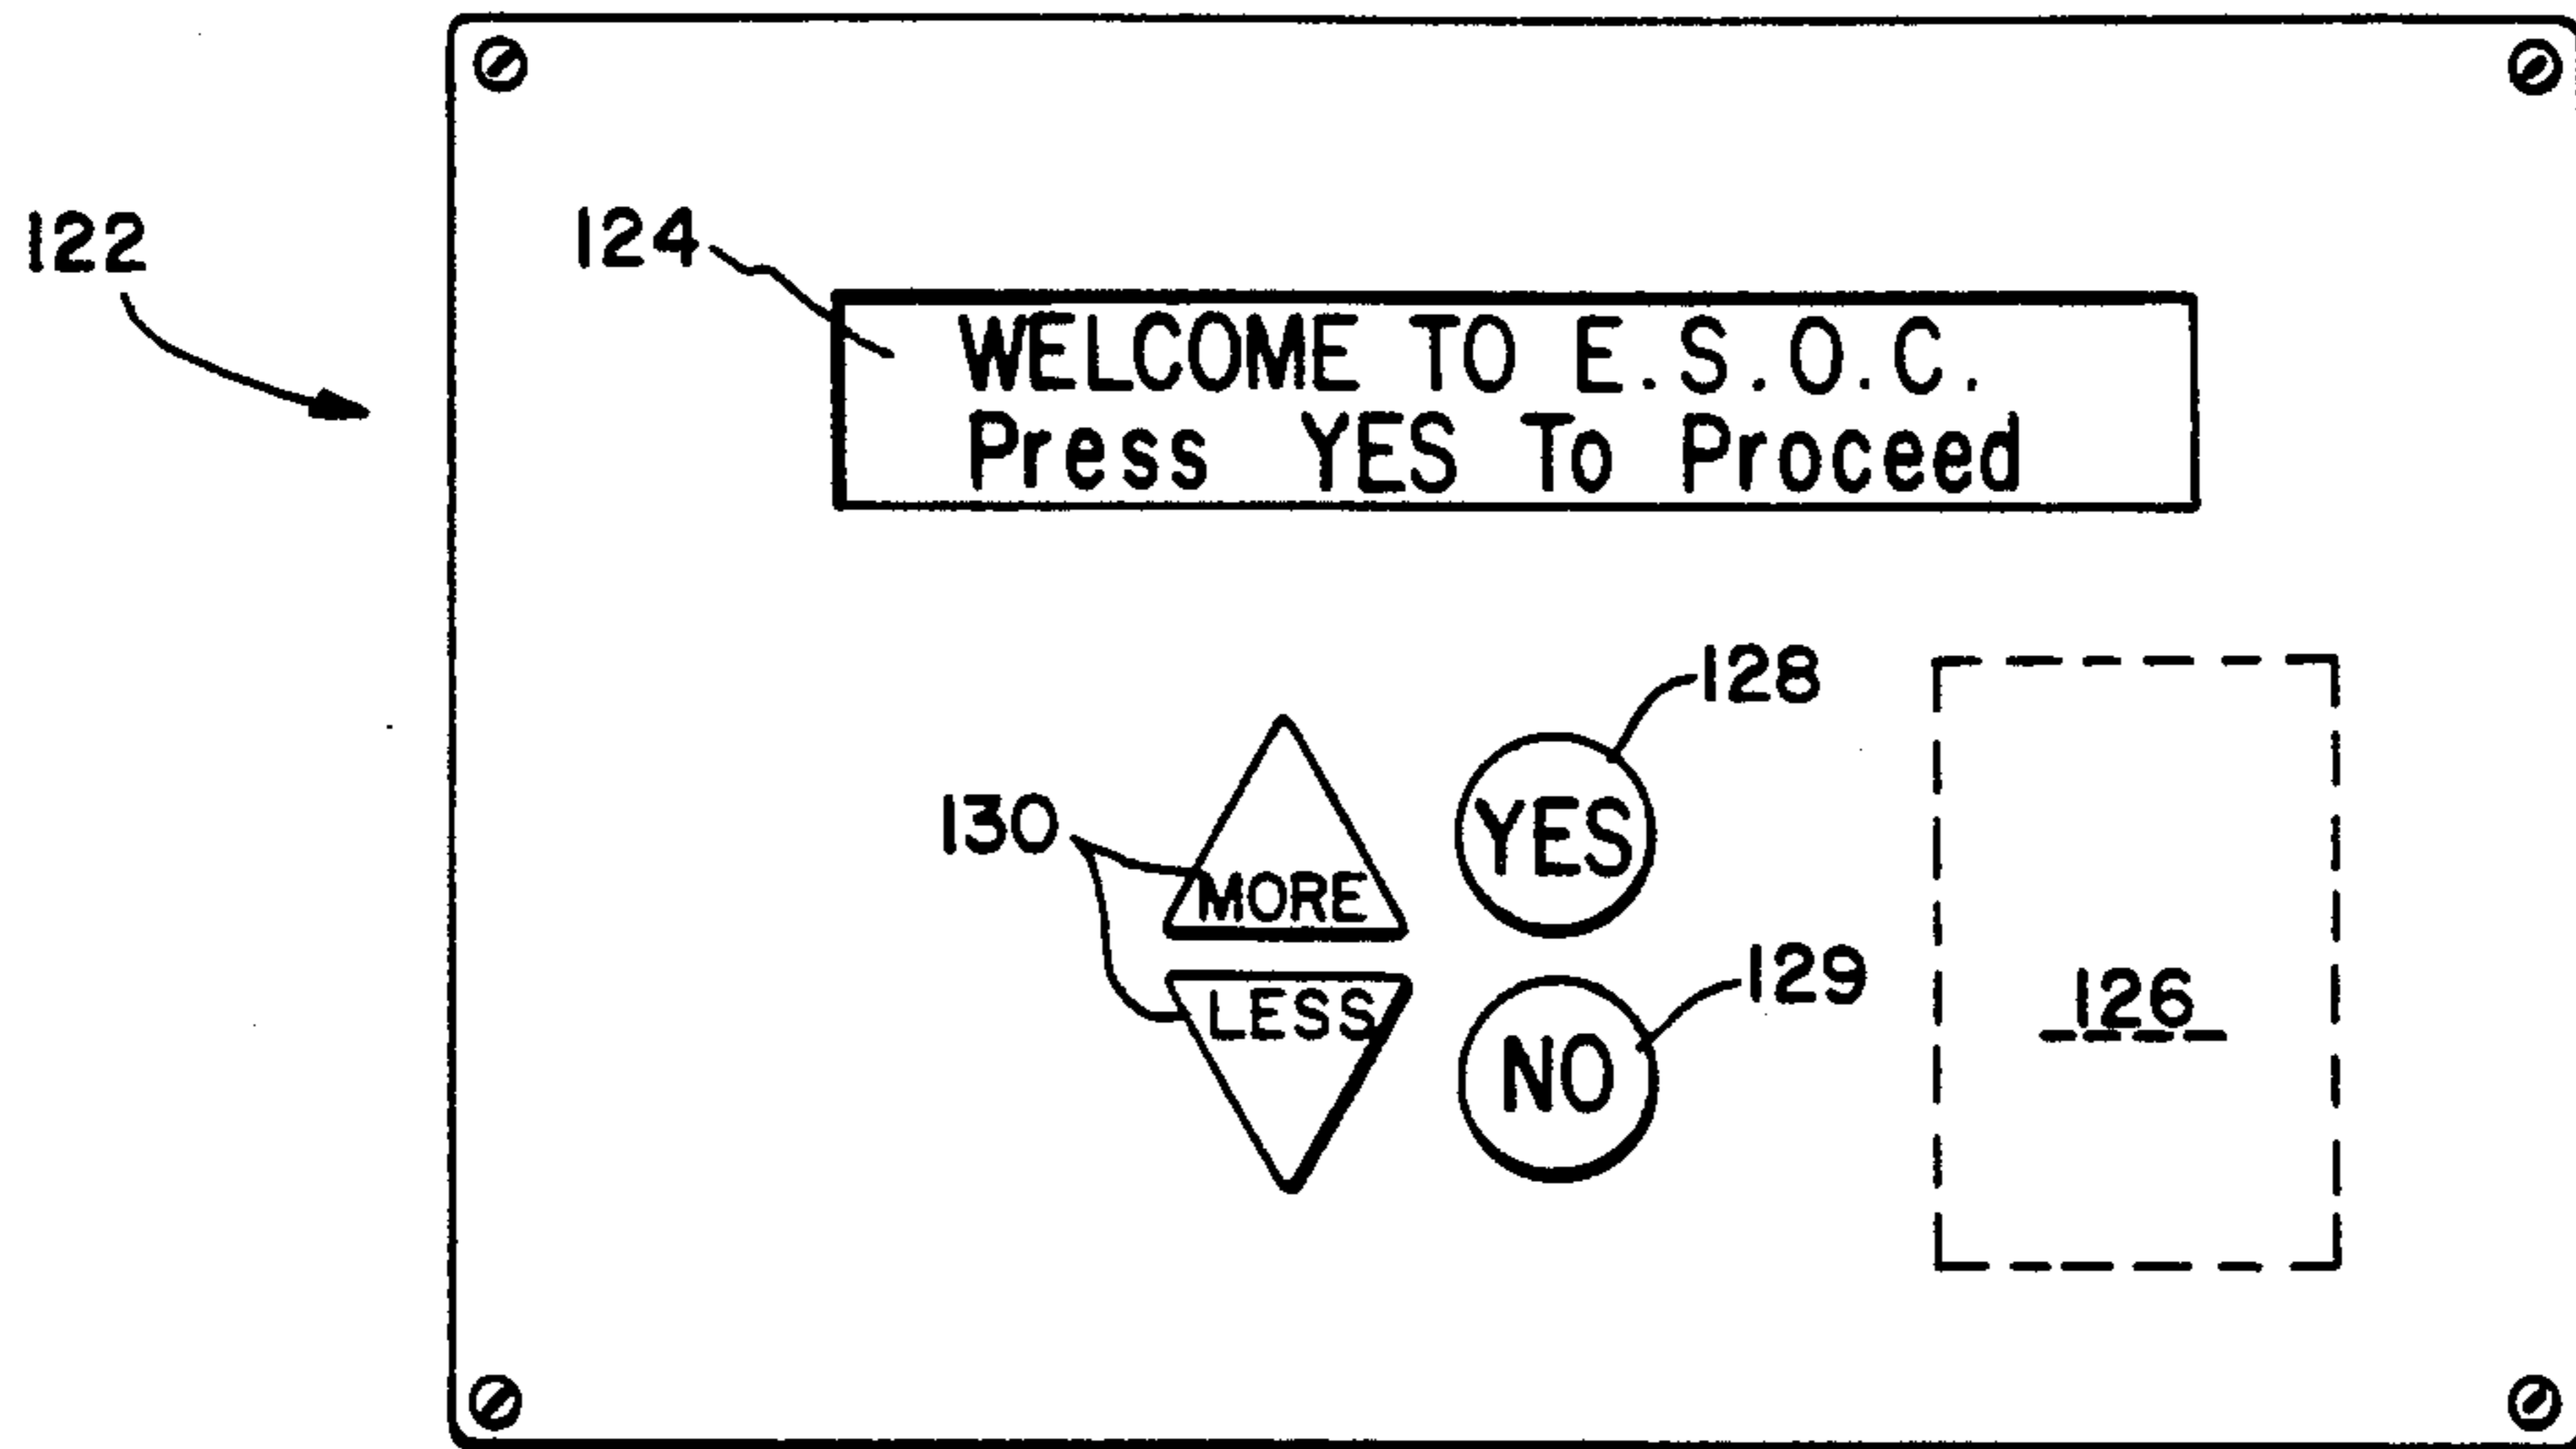 122
124
WELCOME TO E.S.O.C.
Press YES To Proceed
128
130
MORE
YES
LESS
129
NO
126